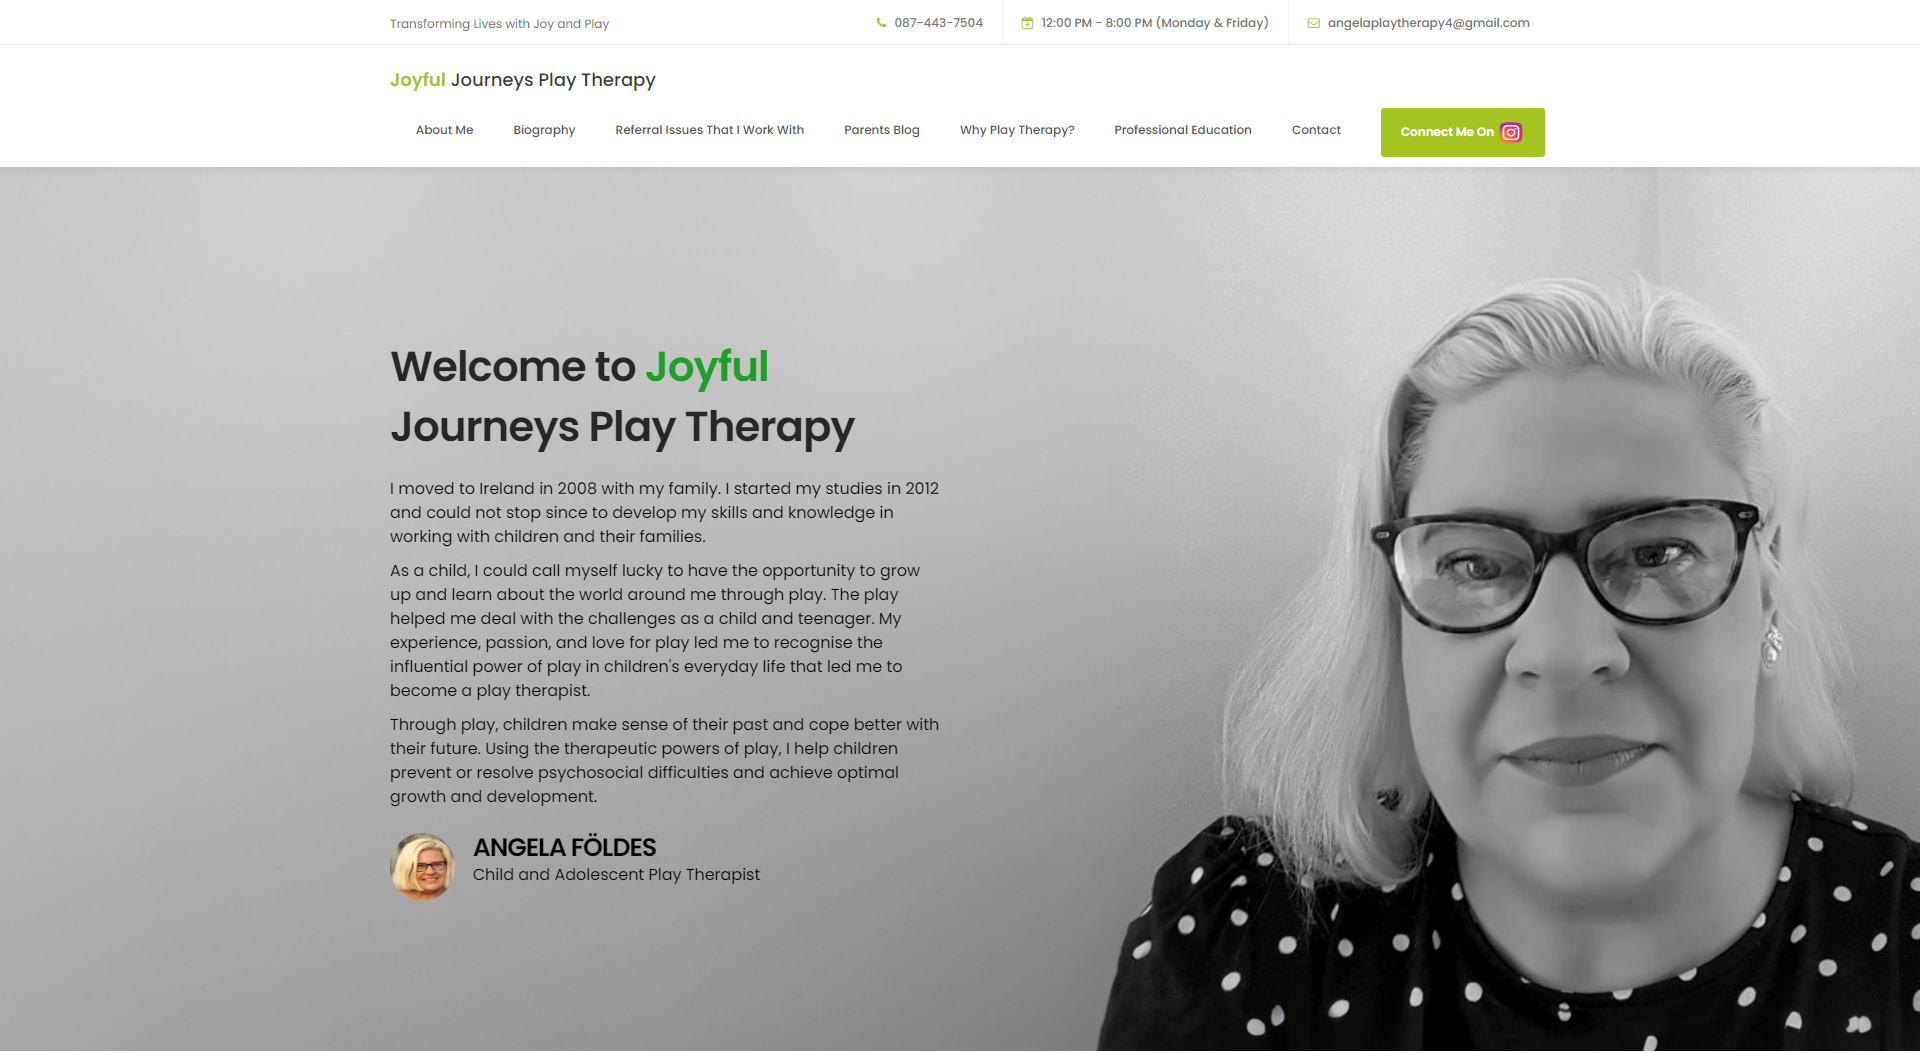 Transforming Lives with Joy and Play
087-443-7504
12:00 PM - 8:00 PM (Monday & Friday)
angelaplaytherapy4@gmail.com
Joyful Journeys Play Therapy
About Me
Biography
Referral Issues That I Work With
Parents Blog
Why Play Therapy?
Professional Education
Contact
Connect Me On
Welcome to Joyful
Journeys Play Therapy
I moved to Ireland in 2008 with my family. I started my studies in 2012
and could not stop since to develop my skills and knowledge in
working with children and their families.
As a child, I could call myself lucky to have the opportunity to grow
up and learn about the world around me through play. The play
helped me deal with the challenges as a child and teenager. My
experience, passion, and love for play led me to recognise the
influential power of play in children's everyday life that led me to
become a play therapist.
Through play, children make sense of their past and cope better with
their future. Using the therapeutic powers of play, I help children
prevent or resolve psychosocial difficulties and achieve optimal
growth and development.
ANGELA FÖLDES
Child and Adolescent Play Therapist